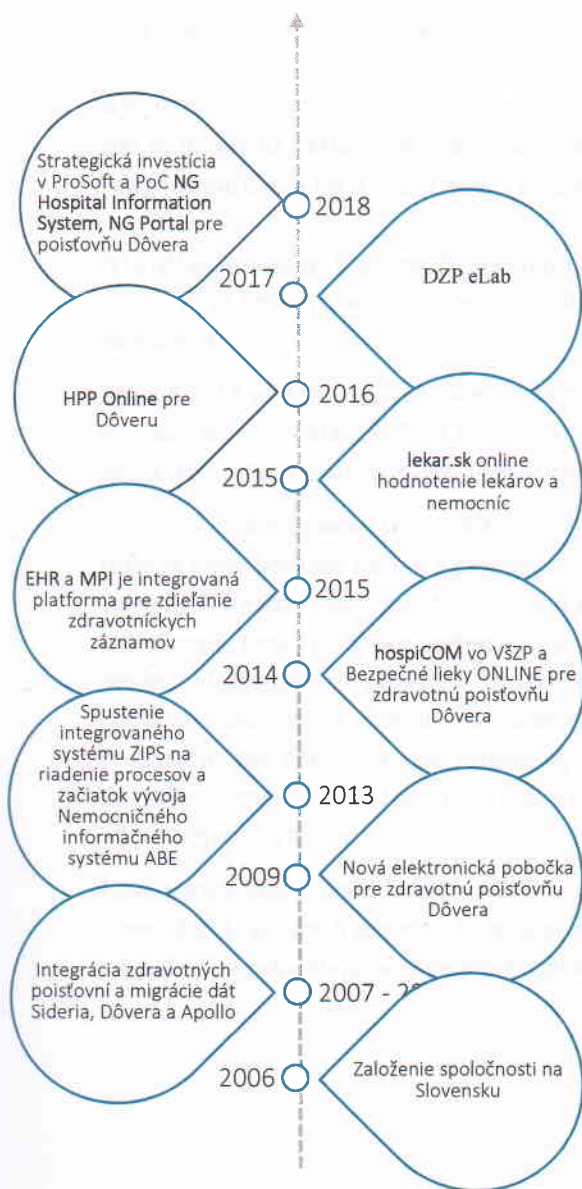 Strategická investícia
v ProSoft a PoC NG
Hospital Information
System, NG Portal pre
poisťovňu Dôvera
2018
2017
DZP eLab
HPP Online pre
Dôveru
2016
2015
lekar.sk online
hodnotenie lekárov a
nemocníc
EHR a MPI je integrovaná
platforma pre zdieľanie
zdravotníckych
záznamov
2015
2014
hospiCOM vo VšZP a
Bezpečné lieky ONLINE pre
zdravotnú poisťovňu
Dôvera
Spustenie
integrovaného
systému ZIPS na
riadenie procesov a
začiatok vývoja
Nemocničného
informačného
systému ABE
2013
2009
Nová elektronická pobočka
pre zdravotnú poisťovňu
Dôvera
Integrácia zdravotných
poisťovní a migrácie dát
Sideria, Dôvera a Apollo
2007 -
2006
Založenie spoločnosti na
Slovensku